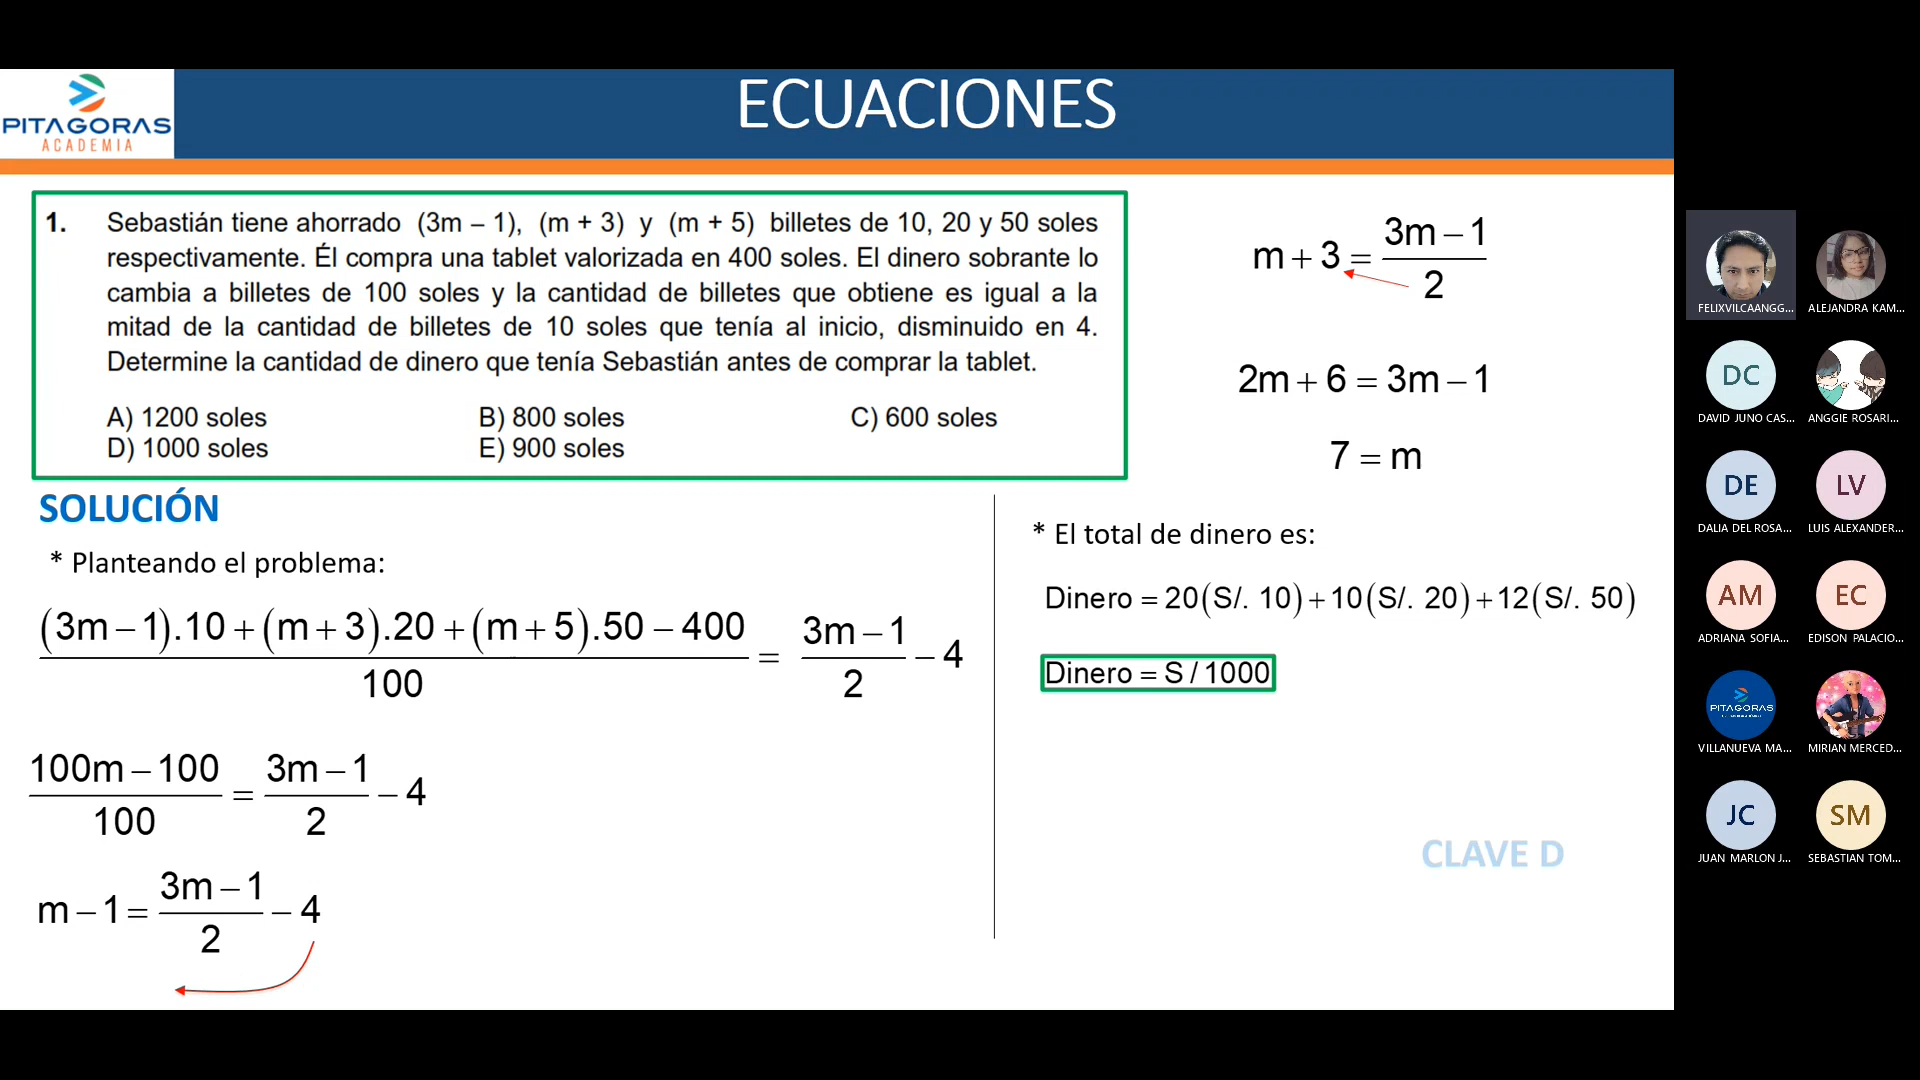 PITAGORAS
ACADEMIA
ECUACIONES
1. Sebastián tiene ahorrado (3m – 1), (m + 3) y (m + 5) billetes de 10, 20 y 50 soles
respectivamente. Él compra una tablet valorizada en 400 soles. El dinero sobrante lo
cambia a billetes de 100 soles y la cantidad de billetes que obtiene es igual a la
mitad de la cantidad de billetes de 10 soles que tenía al inicio, disminuido en 4.
Determine la cantidad de dinero que tenía Sebastián antes de comprar la tablet.
A) 1200 soles B) 800 soles C) 600 soles
D) 1000 soles E) 900 soles
SOLUCIÓN
* Planteando el problema:
(3m – 1).10 + (m + 3).20 + (m + 5).50 – 400
100
=
3m – 1
2
– 4
100m – 100
100
=
3m – 1
2
– 4
m – 1 =
3m – 1
2
– 4
m + 3 =
3m – 1
2
2m + 6 = 3m – 1
7 = m
* El total de dinero es:
Dinero = 20(S/. 10) + 10(S/. 20) + 12(S/. 50)
Dinero = S / 1000
CLAVE D
FELIXVILCAANGG...
ALEJANDRA KAM...
DC
DAVID JUNO CAS...
ANGGIE ROSARI...
DE
DALIA DEL ROSA...
LV
LUIS ALEXANDER...
AM
ADRIANA SOFIA...
EC
EDISON PALACIO...
PITAGORAS
VILLANUEVA MA...
MIRIAN MERCED...
JC
JUAN MARLON J...
SM
SEBASTIAN TOM...